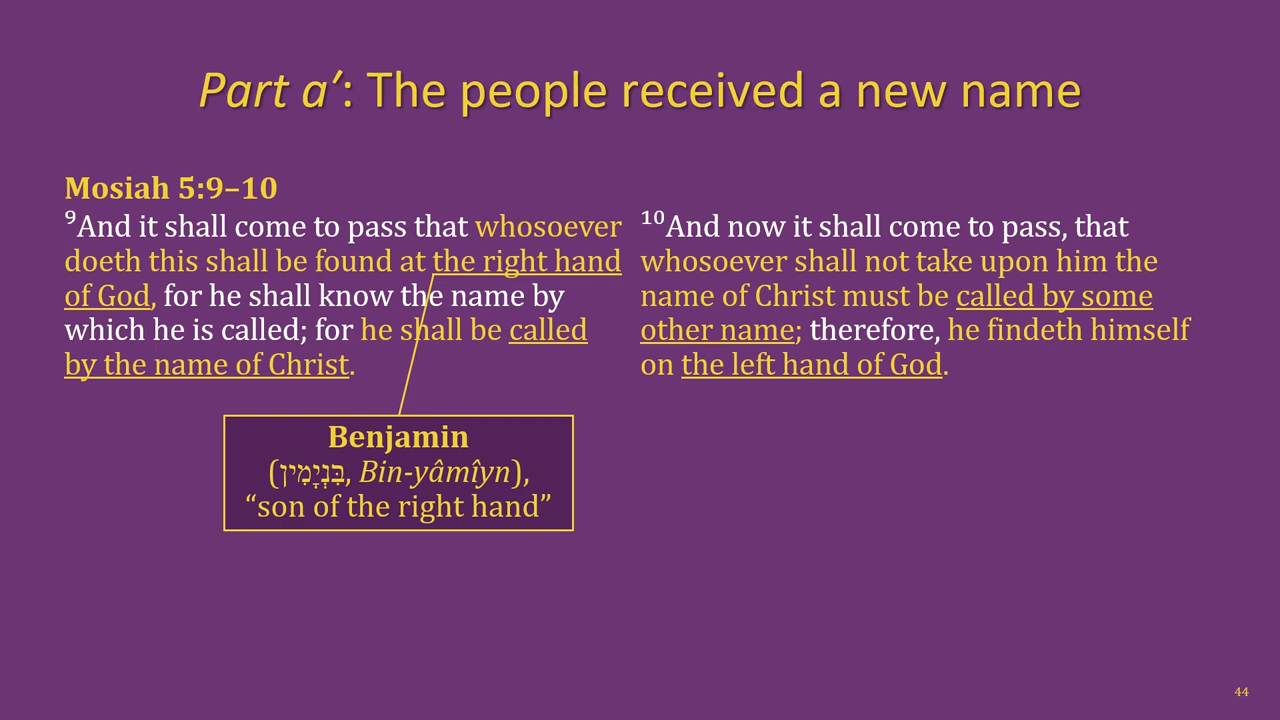 Part a′: The people received a new name
Mosiah 5:9–10
⁹And it shall come to pass that whosoever
doeth this shall be found at the right hand
of God, for he shall know the name by
which he is called; for he shall be called
by the name of Christ.
¹⁰And now it shall come to pass, that
whosoever shall not take upon him the
name of Christ must be called by some
other name; therefore, he findeth himself
on the left hand of God.
Benjamin
(בִּנְיָמִין, Bin-yâmîyn),
“son of the right hand”
44